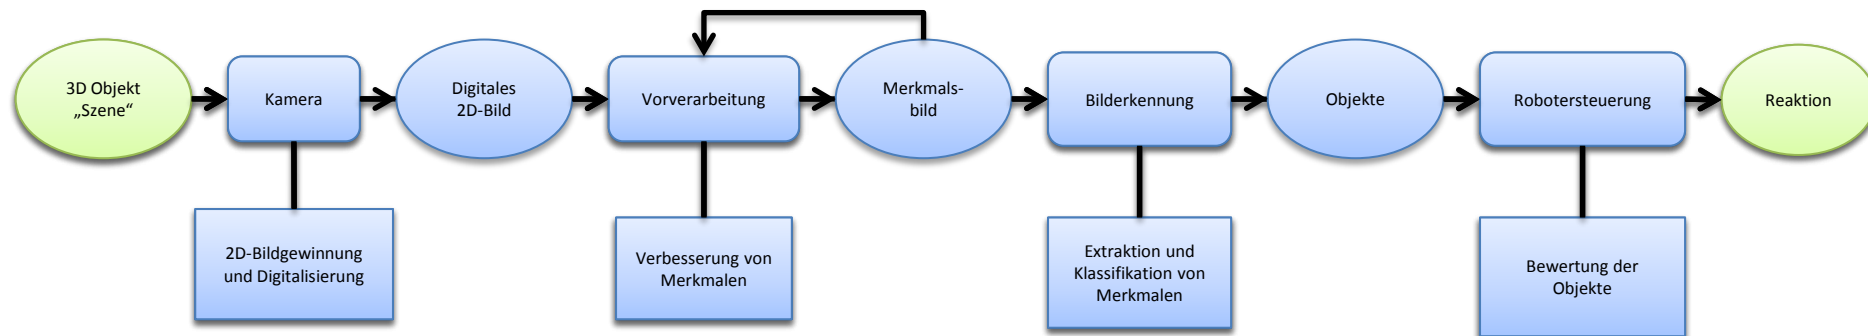 3D Objekt
„Szene“
Kamera
Digitales
2D-Bild
Vorverarbeitung
Merkmals-
bild
Bilderkennung
Objekte
Robotersteuerung
Reaktion
2D-Bildgewinnung
und Digitalisierung
Verbesserung von
Merkmalen
Extraktion und
Klassifikation von
Merkmalen
Bewertung der
Objekte